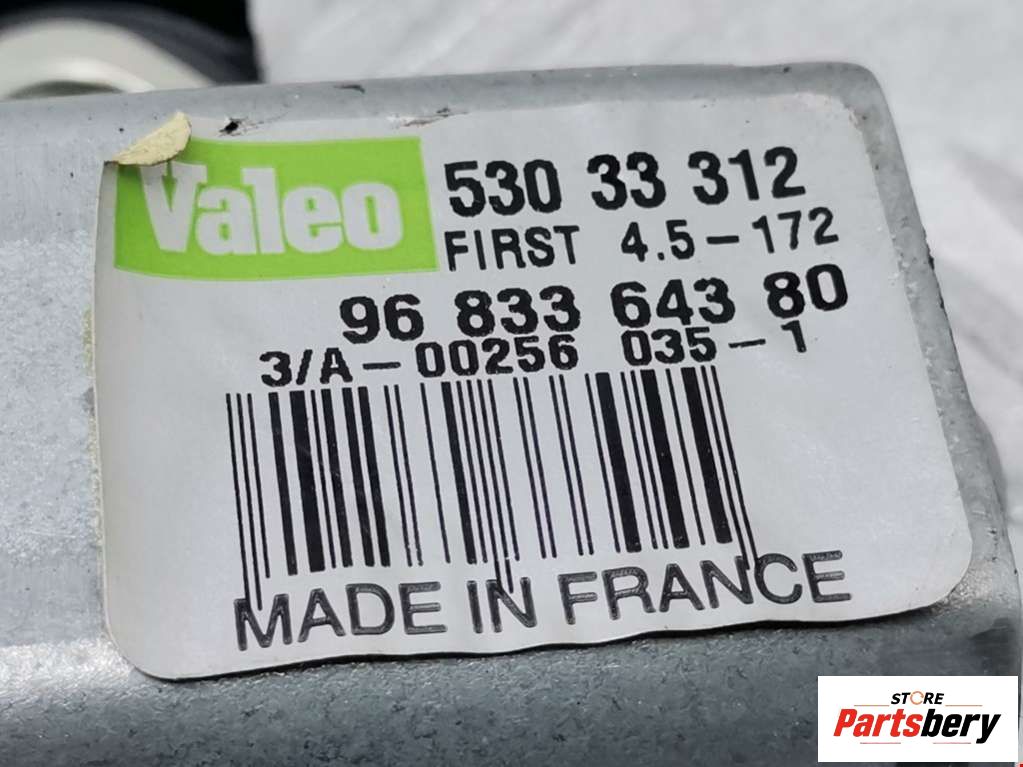 Valeo 530 33 312
FIRST 4.5-172
96 833 643 80
3/A-00256 035-1
MADE IN FRANCE
STORE
Partsbery